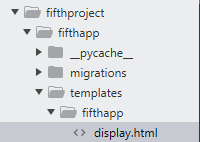 fifthproject
fifthapp
__pycache__
migrations
templates
fifthapp
<> display.html